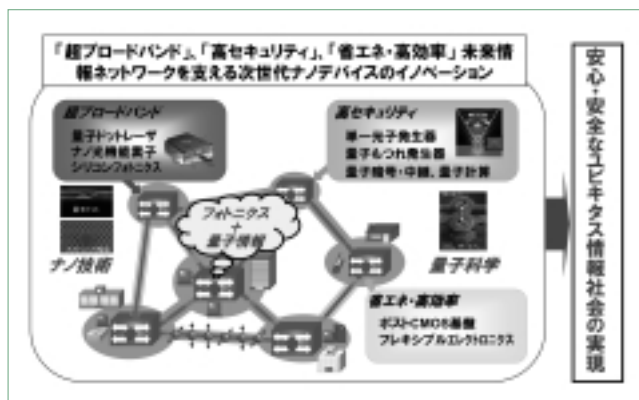 「超ブロードバンド」、「高セキュリティ」、「省エネ・高効率」未来情
報ネットワークを支える次世代ナノデバイスのイノベーション
超ブロードバンド
量子ドットレーザ
ナノ光機能素子
シリコンフォトニクス
高セキュリティ
単一光子発生器
量子もつれ発生器
量子暗号・中継、量子計算
フォトニクス
+
量子情報
ナノ技術
量子科学
省エネ・高効率
ポストCMOS基盤
フレキシブルエレクトロニクス
安心・安全なユビキタス情報社会の実現